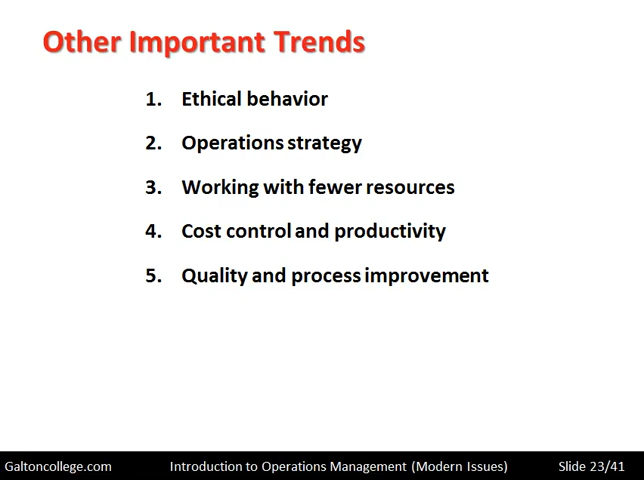 Other Important Trends
1. Ethical behavior
2. Operations strategy
3. Working with fewer resources
4. Cost control and productivity
5. Quality and process improvement
Galtoncollege.com Introduction to Operations Management (Modern Issues) Slide 23/41